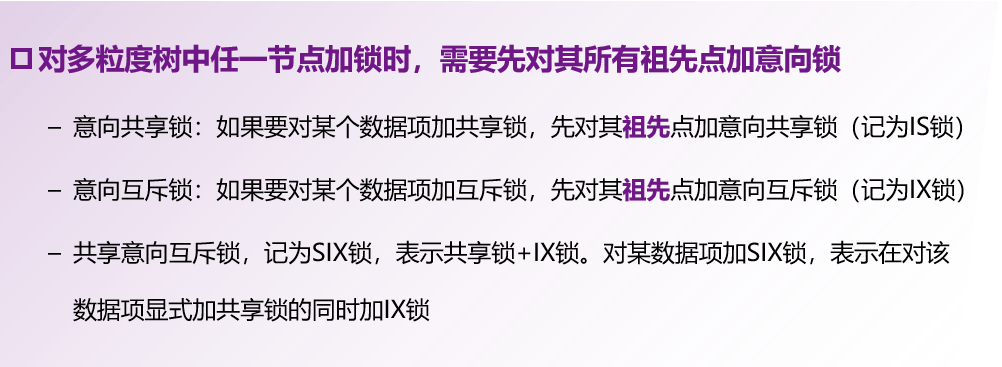 对多粒度树中任一节点加锁时，需要先对其所有祖先点加意向锁
– 意向共享锁：如果要对某个数据项加共享锁，先对其祖先点加意向共享锁（记为IS锁）
– 意向互斥锁：如果要对某个数据项加互斥锁，先对其祖先点加意向互斥锁（记为IX锁）
– 共享意向互斥锁，记为SIX锁，表示共享锁+IX锁。对某数据项加SIX锁，表示在对该
数据项显式加共享锁的同时加IX锁